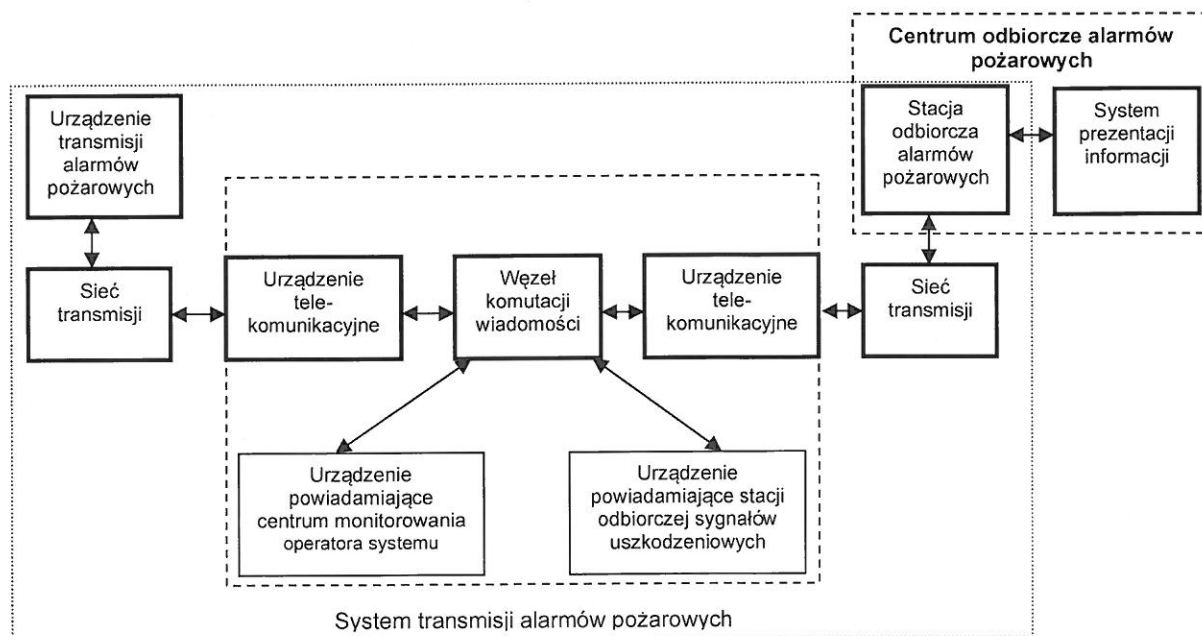 Centrum odbiorcze alarmów
pożarowych
Urządzenie
transmisji
alarmów
pożarowych
Stacja
odbiorcza
alarmów
pożarowych
System
prezentacji
informacji
Sieć
transmisji
Urządzenie
tele-
komunikacyjne
Węzeł
komutacji
wiadomości
Urządzenie
tele-
komunikacyjne
Sieć
transmisji
Urządzenie
powiadamiające
centrum monitorowania
operatora systemu
Urządzenie
powiadamiające stacji
odbiorczej sygnałów
uszkodzeniowych
System transmisji alarmów pożarowych